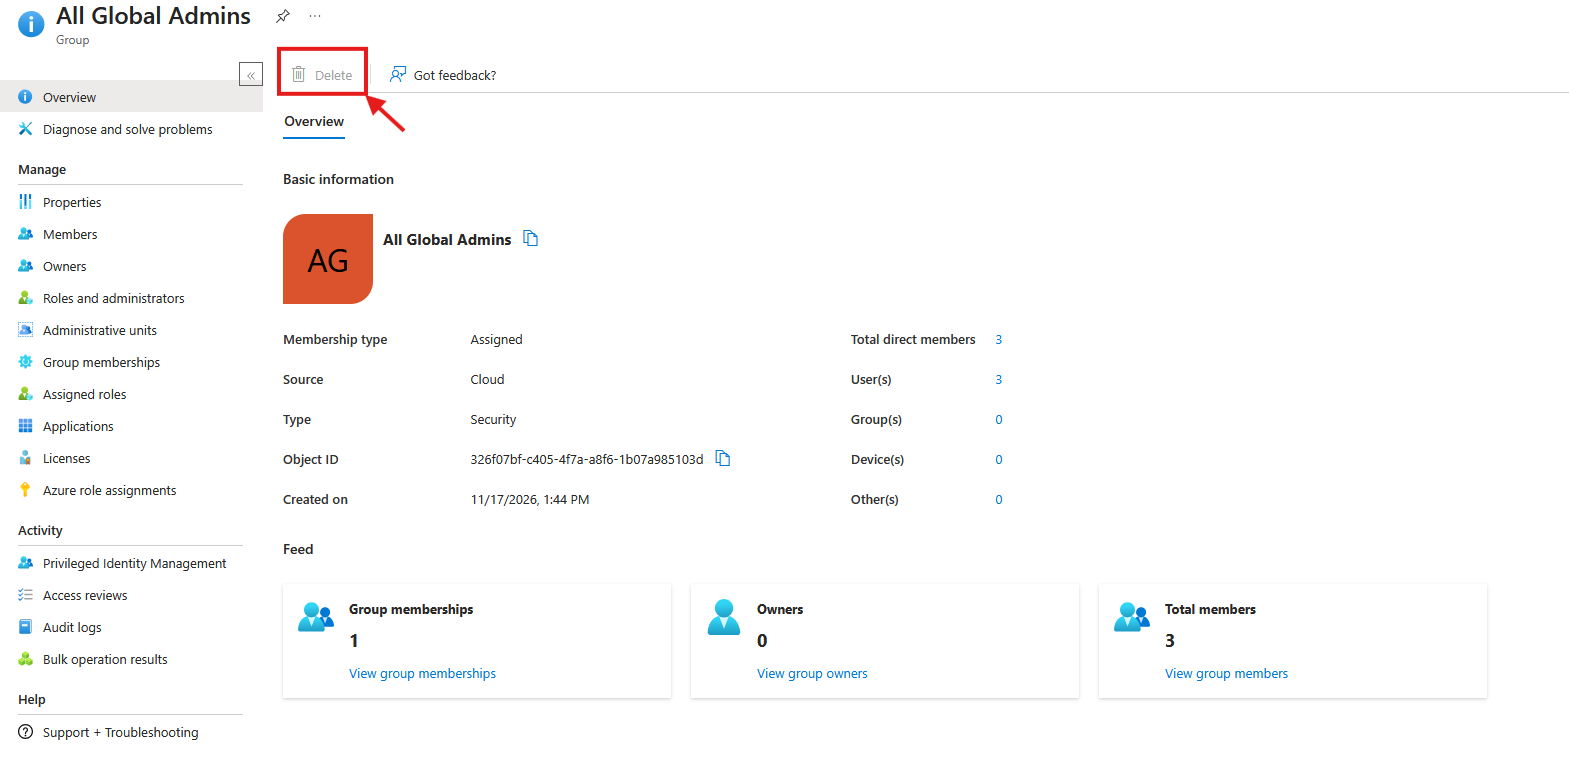 All Global Admins
Group
Delete
Got feedback?
Overview
Diagnose and solve problems
Manage
Properties
Members
Owners
Roles and administrators
Administrative units
Group memberships
Assigned roles
Applications
Licenses
Azure role assignments
Activity
Privileged Identity Management
Access reviews
Audit logs
Bulk operation results
Help
Support + Troubleshooting
Overview
Basic information
AG
All Global Admins
Membership type Assigned
Source Cloud
Type Security
Object ID 326f07bf-c405-4f7a-a8f6-1b07a985103d
Created on 11/17/2026, 1:44 PM
Total direct members 3
User(s) 3
Group(s) 0
Device(s) 0
Other(s) 0
Feed
Group memberships
1
View group memberships
Owners
0
View group owners
Total members
3
View group members